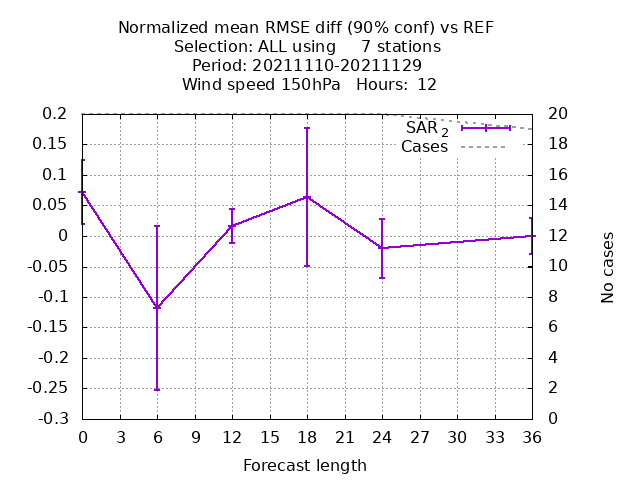 Normalized mean RMSE diff (90% conf) vs REF
Selection: ALL using     7 stations
Period: 20211110-20211129
Wind speed 150hPa   Hours:  12
0.2
0.15
0.1
0.05
0
-0.05
-0.1
-0.15
-0.2
-0.25
-0.3
SAR 2
Cases
20
18
16
14
12
10
8
6
4
2
0
No cases
0 3 6 9 12 15 18 21 24 27 30 33 36
Forecast length